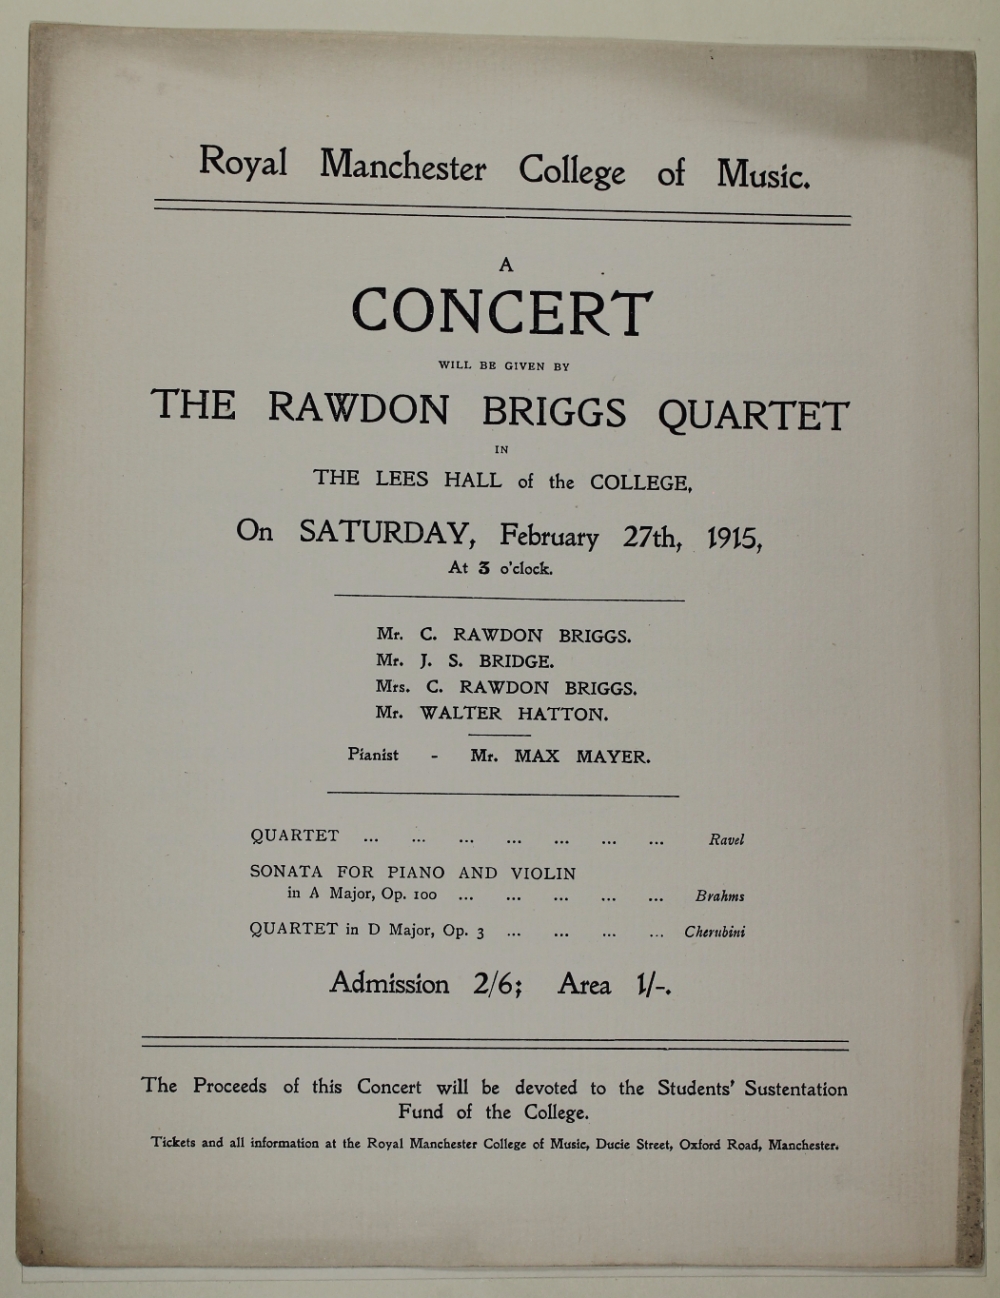 Royal Manchester College of Music.
A
CONCERT
WILL BE GIVEN BY
THE RAWDON BRIGGS QUARTET
IN
THE LEES HALL of the COLLEGE,
On SATURDAY, February 27th, 1915,
At 3 o'clock.
Mr. C. RAWDON BRIGGS.
Mr. J. S. BRIDGE.
Mrs. C. RAWDON BRIGGS.
Mr. WALTER HATTON.
Pianist - Mr. MAX MAYER.
QUARTET ... ... ... ... ... ... ... Ravel
SONATA FOR PIANO AND VIOLIN
in A Major, Op. 100 ... ... ... ... ... Brahms
QUARTET in D Major, Op. 3 ... ... ... ... Cherubini
Admission 2/6; Area 1/-.
The Proceeds of this Concert will be devoted to the Students' Sustentation
Fund of the College.
Tickets and all information at the Royal Manchester College of Music, Ducie Street, Oxford Road, Manchester.